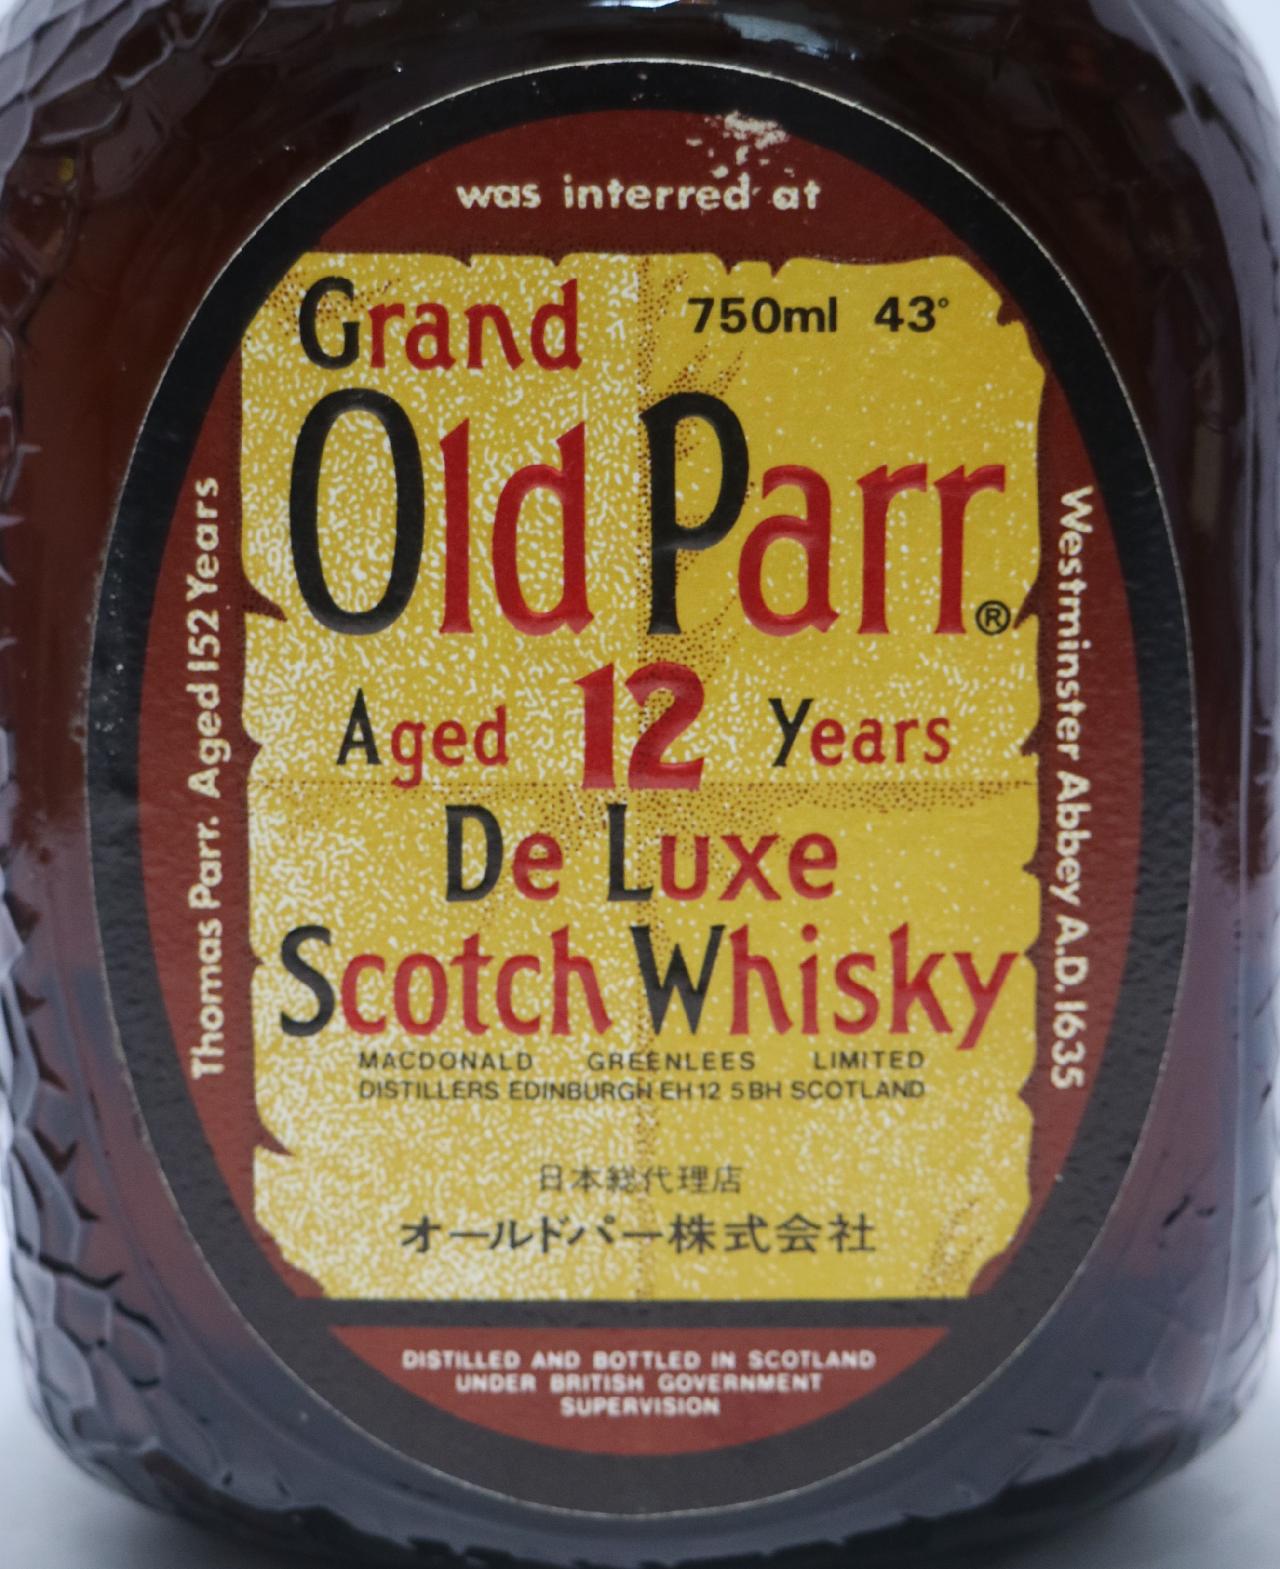 Thomas Parr. Aged 152 Years
was interred at
Westminster Abbey A.D. 1635
Grand
750ml 43°
Old Parr®
Aged 12 Years
De Luxe
Scotch Whisky
MACDONALD GREENLEES LIMITED
DISTILLERS EDINBURGH EH12 5BH SCOTLAND
日本総代理店
オールドパー株式会社
DISTILLED AND BOTTLED IN SCOTLAND
UNDER BRITISH GOVERNMENT
SUPERVISION